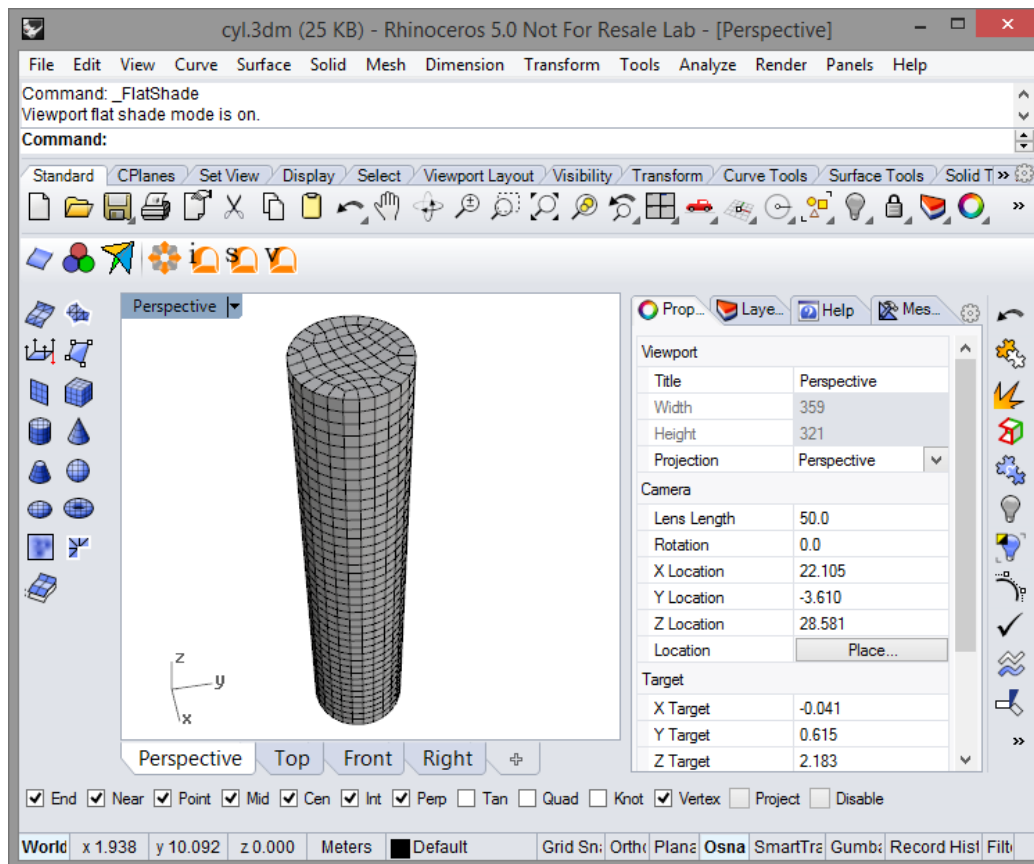 cyl.3dm (25 KB) - Rhinoceros 5.0 Not For Resale Lab - [Perspective]
File Edit View Curve Surface Solid Mesh Dimension Transform Tools Analyze Render Panels Help
Command: _FlatShade
Viewport flat shade mode is on.
Command:
Standard CPlanes Set View Display Select Viewport Layout Visibility Transform Curve Tools Surface Tools Solid T »
»
i s v
Perspective
Prop... Laye... Help Mes...
Viewport
Title Perspective
Width 359
Height 321
Projection Perspective
Camera
Lens Length 50.0
Rotation 0.0
X Location 22.105
Y Location -3.610
Z Location 28.581
Location Place...
Target
X Target -0.041
Y Target 0.615
Z Target 2.183
»
z
y
x
Perspective Top Front Right
End Near Point Mid Cen Int Perp Tan Quad Knot Vertex Project Disable
World x 1.938 y 10.092 z 0.000 Meters Default Grid Sn Ortho Plana Osna SmartTra Gumba Record Hist Filt